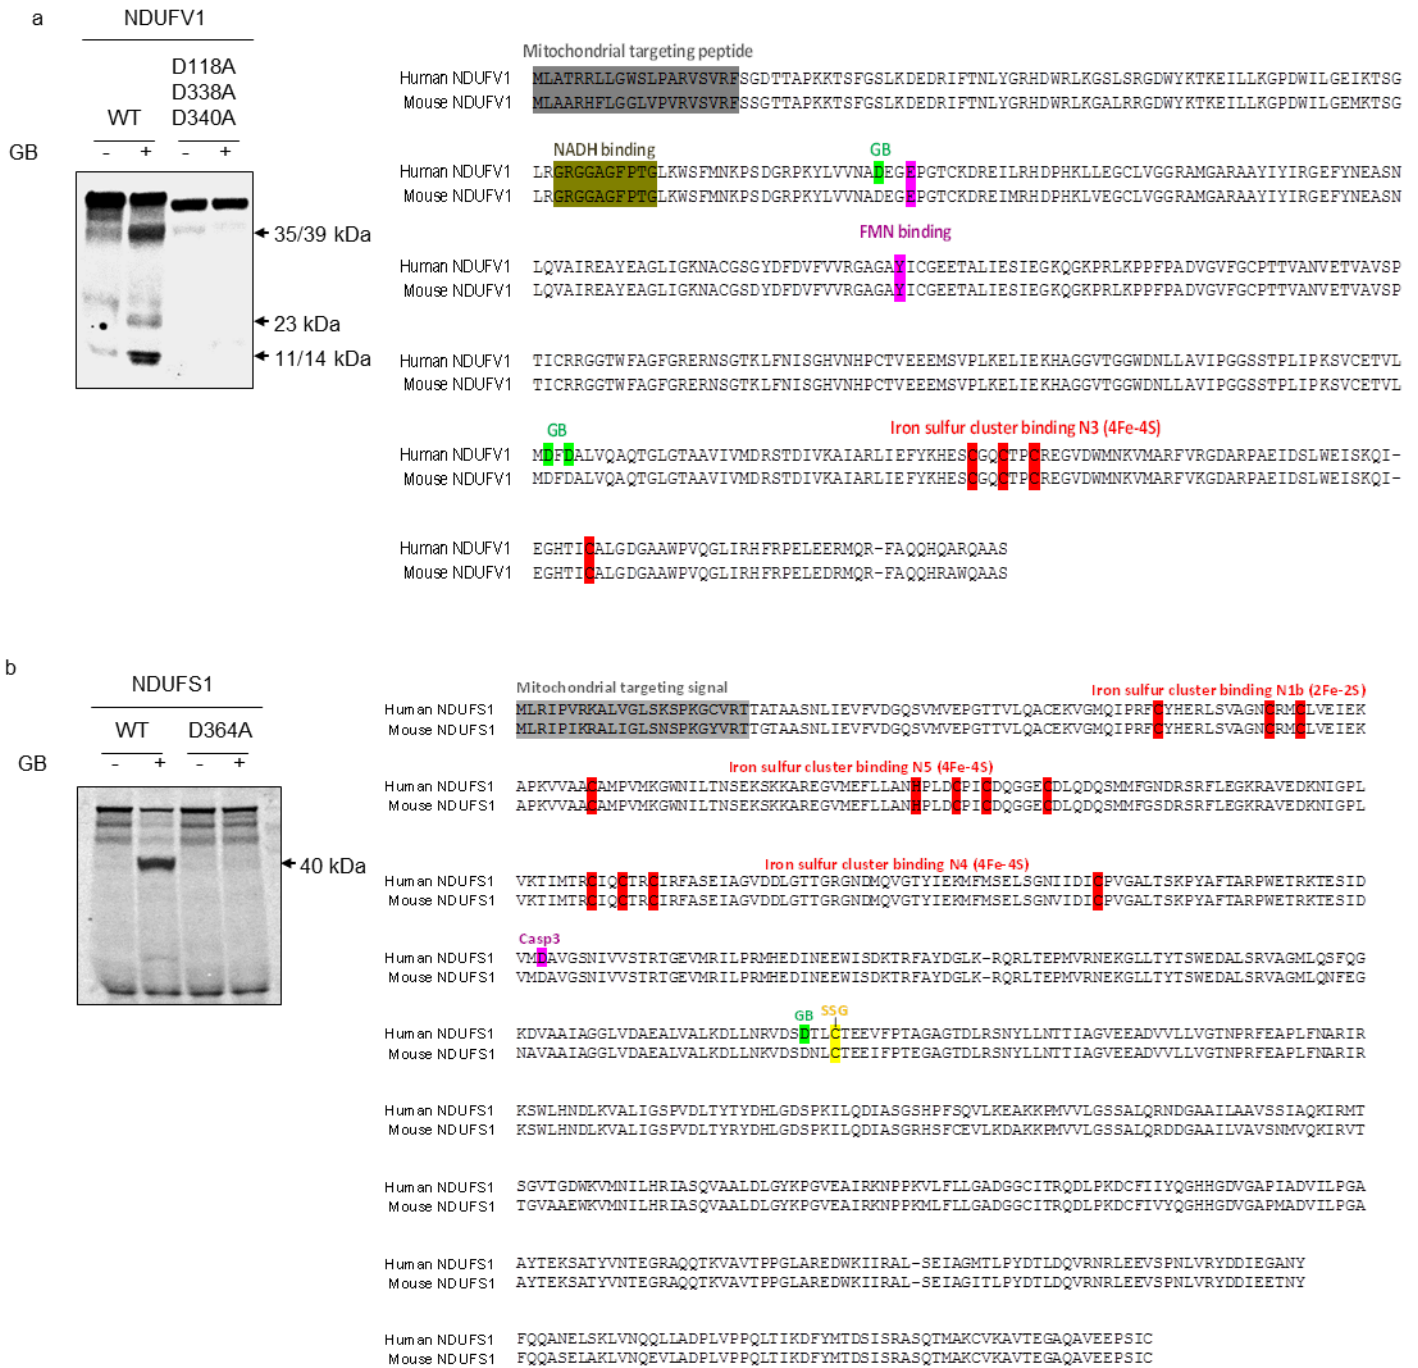 a
NDUFV1
D118A
D338A
D340A
WT
GB
- + - +
35/39 kDa
23 kDa
11/14 kDa
Mitochondrial targeting peptide
Human NDUFV1 MLATRRLLGWSLPARVSVRFSGDTTAPKKTSFGSLKDEDRIFTNLYGRHDWRLKGSLSRGDWYKTKEILLKGPDWILGEIKTSG
Mouse NDUFV1 MLAARHFLGGLVPVRVSVRFSSGTTAPKKTSFGSLKDEDRIFTNLYGRHDWRLKGALRRGDWYKTKEILLKGPDWILGEMKTSG
NADH binding
GB
Human NDUFV1 LRGRGGAGFPTGLKWSFMNKPSDGRPKYLVVNADEGEPGTCKDREILRHDPHKLLEGCLVGGRAMGARAAYIYIRGEFYNEASN
Mouse NDUFV1 LRGRGGAGFPTGLKWSFMNKPSDGRPKYLVVNADEGEPGTCKDREIMRHDPHKLVEGCLVGGRAMGARAAYIYIRGEFYNEASN
FMN binding
Human NDUFV1 LQVAIREAYEAGLIGKNACGSGYDFDVFVVRGAGAYICGEETALIESIEGKQGKPRLKPPFPADVGVFGCPTTVANVETVAVSP
Mouse NDUFV1 LQVAIREAYEAGLIGKNACGSDYDFDVFVVRGAGAYICGEETALIESIEGKQGKPRLKPPFPADVGVFGCPTTVANVETVAVSP
Human NDUFV1 TICRRGGTWFAGFGRERNSGTKLFNISGHVNHPCTVEEEMSVPLKELIEKHAGGVTGGWDNLLAVIPGGSSTPLIPKSVCETVL
Mouse NDUFV1 TICRRGGTWFAGFGRERNSGTKLFNISGHVNHPCTVEEEMSVPLKELIEKHAGGVTGGWDNLLAVIPGGSSTPLIPKSVCETVL
GB
Iron sulfur cluster binding N3 (4Fe-4S)
Human NDUFV1 MDFDALVQAQTGLGTAAVIVMDRSTDIVKAIARLIEFYKHESCGQCTPCREGVDWMNKVMARFVRGDARPAEIDSLWEISKQI-
Mouse NDUFV1 MDFDALVQAQTGLGTAAVIVMDRSTDIVKAIARLIEFYKHESCGQCTPCREGVDWMNKVMARFVKGDARPAEIDSLWEISKQI-
Human NDUFV1 EGHTICALGDGAAWPVQGLIRHFRPELEERMQR-FAQQHQARQAAS
Mouse NDUFV1 EGHTICALGDGAAWPVQGLIRHFRPELEDRMQR-FAQQHRAWQAAS
b
NDUFS1
WT D364A
GB
- + - +
40 kDa
Mitochondrial targeting signal
Iron sulfur cluster binding N1b (2Fe-2S)
Human NDUFS1 MLRIPVRKALVGLSKSPKGCVRTTATAASNLIEVFVDGQSVMVEPGTTVLQACEKVGMQIPRFCYHERLSVAGNCRMCLVEIEK
Mouse NDUFS1 MLRIPIKRALIGLSNSPKGYVRTTGTAASNLIEVFVDGQSVMVEPGTTVLQACEKVGMQIPRFCYHERLSVAGNCRMCLVEIEK
Iron sulfur cluster binding N5 (4Fe-4S)
Human NDUFS1 APKVVAACAMPVMKGWNILTNSEKSKKAREGVMEFLLANHPLDCPICDQGGECDLQDQSMMFGNDRSRFLEGKRAVEDKNIGPL
Mouse NDUFS1 APKVVAACAMPVMKGWNILTNSEKSKKAREGVMEFLLANHPLDCPICDQGGECDLQDQSMMFGSDRSRFLEGKRAVEDKNIGPL
Iron sulfur cluster binding N4 (4Fe-4S)
Human NDUFS1 VKTIMTRCIQCTRCIRFASEIAGVDDLGTTGRGNDMQVGTYIEKMFMSELSGNIIDICPVGALTSKPYAFTARPWETRKTESID
Mouse NDUFS1 VKTIMTRCIQCTRCIRFASEIAGVDDLGTTGRGNDMQVGTYIEKMFMSELSGNVIDICPVGALTSKPYAFTARPWETRKTESID
Casp3
Human NDUFS1 VMDAVGSNIVVSTRTGEVMRILPRMHEDINEEWISDKTRFAYDGLK-RQRLTEPMVRNEKGLLTYTSWEDALSRVAGMLQSFQG
Mouse NDUFS1 VMDAVGSNIVVSTRTGEVMRILPRMHEDINEEWISDKTRFAYDGLK-RQRLTEPMVRNEKGLLTYTSWEDALSRVAGMLQNFEG
GB SSG
Human NDUFS1 KDVAAIAGGLVDAEALVALKDLLNRVDSDTLCTEEVFPTAGAGTDLRSNYLLNTTIAGVEEADVVLLVGTNPRFEAPLFNARIR
Mouse NDUFS1 NAVAAIAGGLVDAEALVALKDLLNKVDSDNLCTEEIFPTEGAGTDLRSNYLLNTTIAGVEEADVVLLVGTNPRFEAPLFNARIR
Human NDUFS1 KSWLHNDLKVALIGSPVDLTYTYDHLGDSPKILQDIASGSHPFSQVLKEAKKPMVVLGSSALQRNDGAAILAAVSSIAQKIRMT
Mouse NDUFS1 KSWLHNDLKVALIGSPVDLTYRYDHLGDSPKILQDIASGRHSFCEVLKDAKKPMVVLGSSALQRDDGAAILVAVSNMVQKIRVT
Human NDUFS1 SGVTGDWKVMNILHRIASQVAALDLGYKPGVEAIRKNPPKVLFLLGADGGCITRQDLPKDCFIIYQGHHGDVGAPIADVILPGA
Mouse NDUFS1 TGVAAEWKVMNILHRIASQVAALDLGYKPGVEAIRKNPPKMLFLLGADGGCITRQDLPKDCFIVYQGHHGDVGAPMADVILPGA
Human NDUFS1 AYTEKSATYVNTEGRAQQTKVAVTPPGLAREDWKIIRAL-SEIAGMTLPYDTLDQVRNRLEEVSPNLVRYDDIEGANY
Mouse NDUFS1 AYTEKSATYVNTEGRAQQTKVAVTPPGLAREDWKIIRAL-SEIAGITLPYDTLDQVRNRLEEVSPNLVRYDDIEETNY
Human NDUFS1 FQQANELSKLVNQQLLADPLVPPQLTIKDFYMTDSISRASQTMAKCVKAVTEGAQAVEEPSIC
Mouse NDUFS1 FQQASELAKLVNQEVLADPLVPPQLTIKDFYMTDSISRASQTMAKCVKAVTEGAQAVEEPSIC